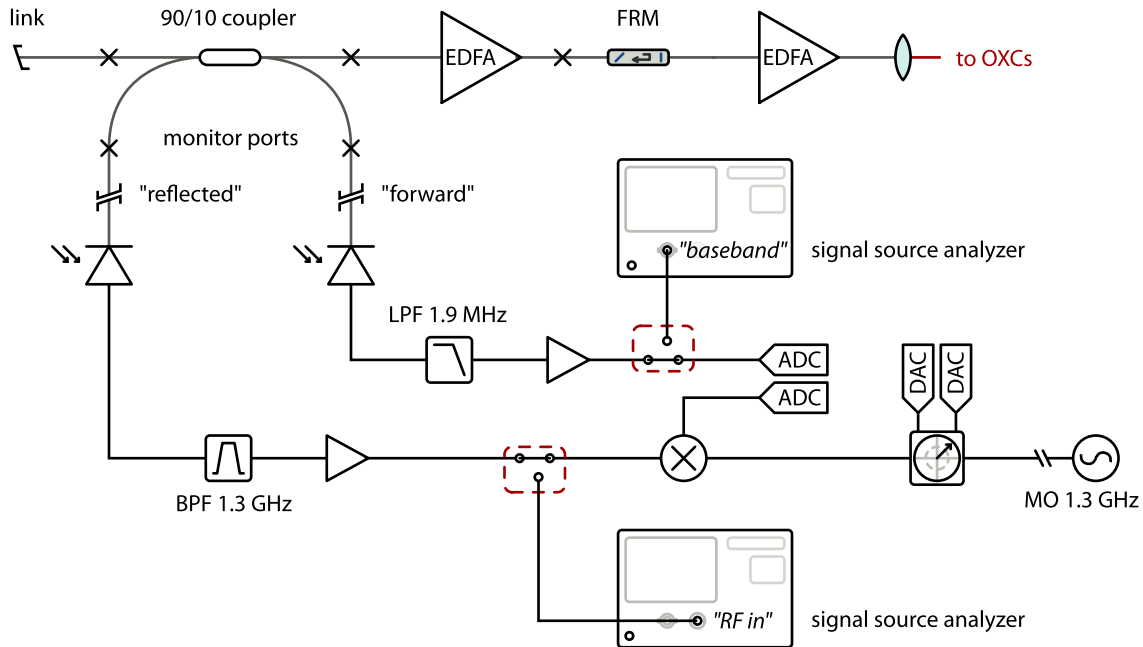 link
90/10 coupler
FRM
EDFA
EDFA
to OXCs
monitor ports
"reflected"
"forward"
"baseband"
signal source analyzer
LPF 1.9 MHz
ADC
ADC
DAC
DAC
BPF 1.3 GHz
MO 1.3 GHz
"RF in"
signal source analyzer